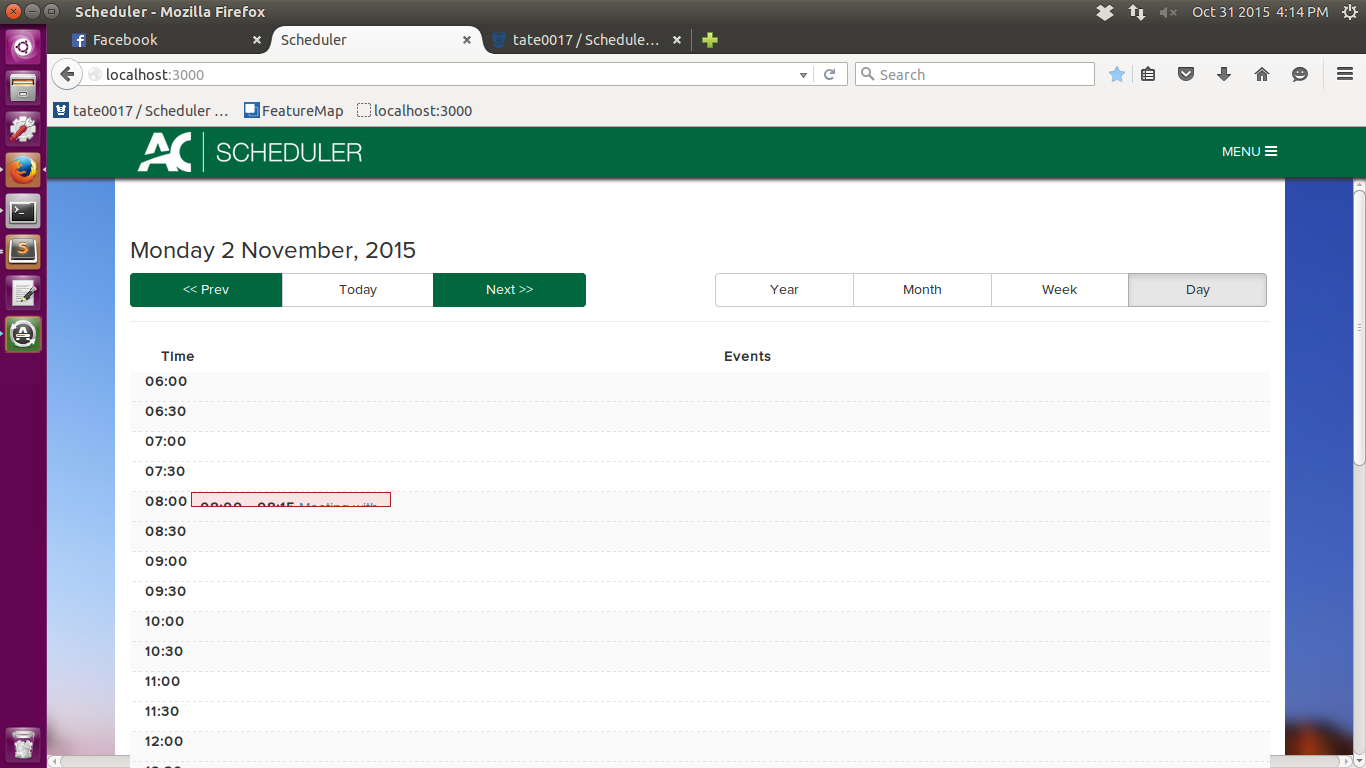 Scheduler - Mozilla Firefox
Oct 31 2015 4:14 PM
Facebook
Scheduler
tate0017 / Schedule...
localhost:3000
Search
tate0017 / Scheduler ...
FeatureMap
localhost:3000
AC SCHEDULER
MENU
Monday 2 November, 2015
<< Prev
Today
Next >>
Year
Month
Week
Day
Time
Events
06:00
06:30
07:00
07:30
08:00
08:00 - 08:15 Meeting with
08:30
09:00
09:30
10:00
10:30
11:00
11:30
12:00